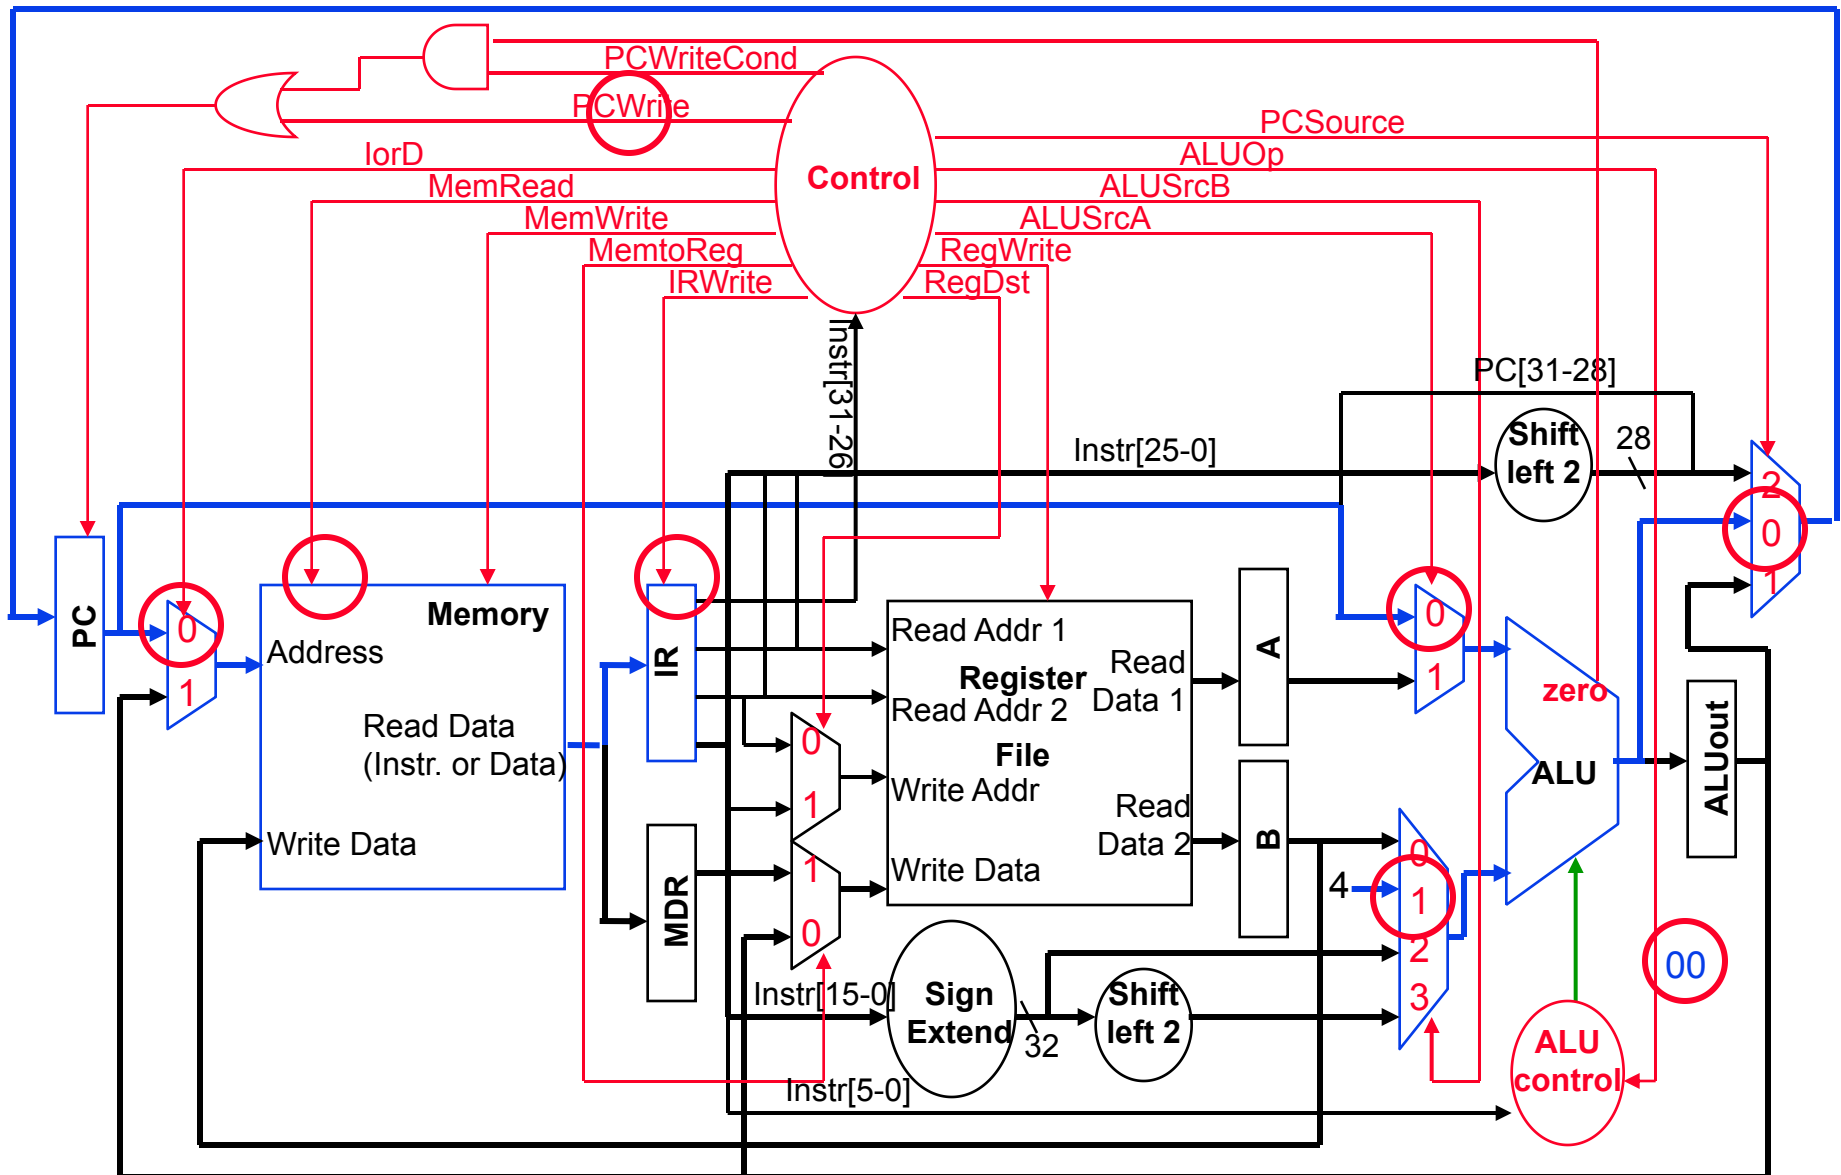 PCWriteCond
PCWrite
PCSource
IorD
ALUOp
Control
MemRead
ALUSrcB
MemWrite
ALUSrcA
MemtoReg
RegWrite
IRWrite
RegDst
Instr[31-26]
PC[31-28]
Instr[25-0]
Shift
left 2
28
2
0
1
PC
0
1
Memory
Address
Read Data
(Instr. or Data)
Write Data
IR
MDR
Read Addr 1
Register
Read Addr 2
File
Write Addr
Write Data
Read
Data 1
Read
Data 2
0
1
1
0
A
B
0
1
zero
ALU
ALUout
4
0
1
2
3
00
Instr[15-0]
Sign
Extend
32
Shift
left 2
ALU
control
Instr[5-0]